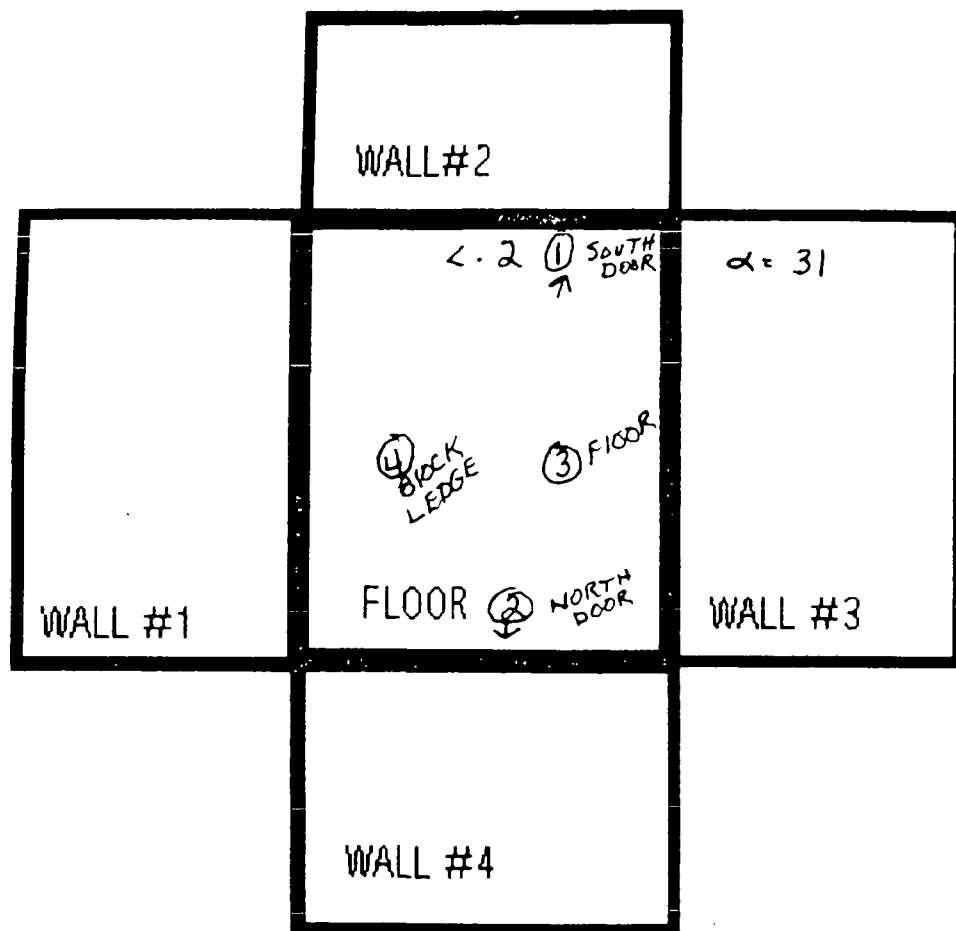 WALL#2
< . 2 ① SOUTH
DOOR
α = 31
④ BLOCK
LEDGE
③ FLOOR
FLOOR ② NORTH
DOOR
WALL #1
WALL #3
WALL #4